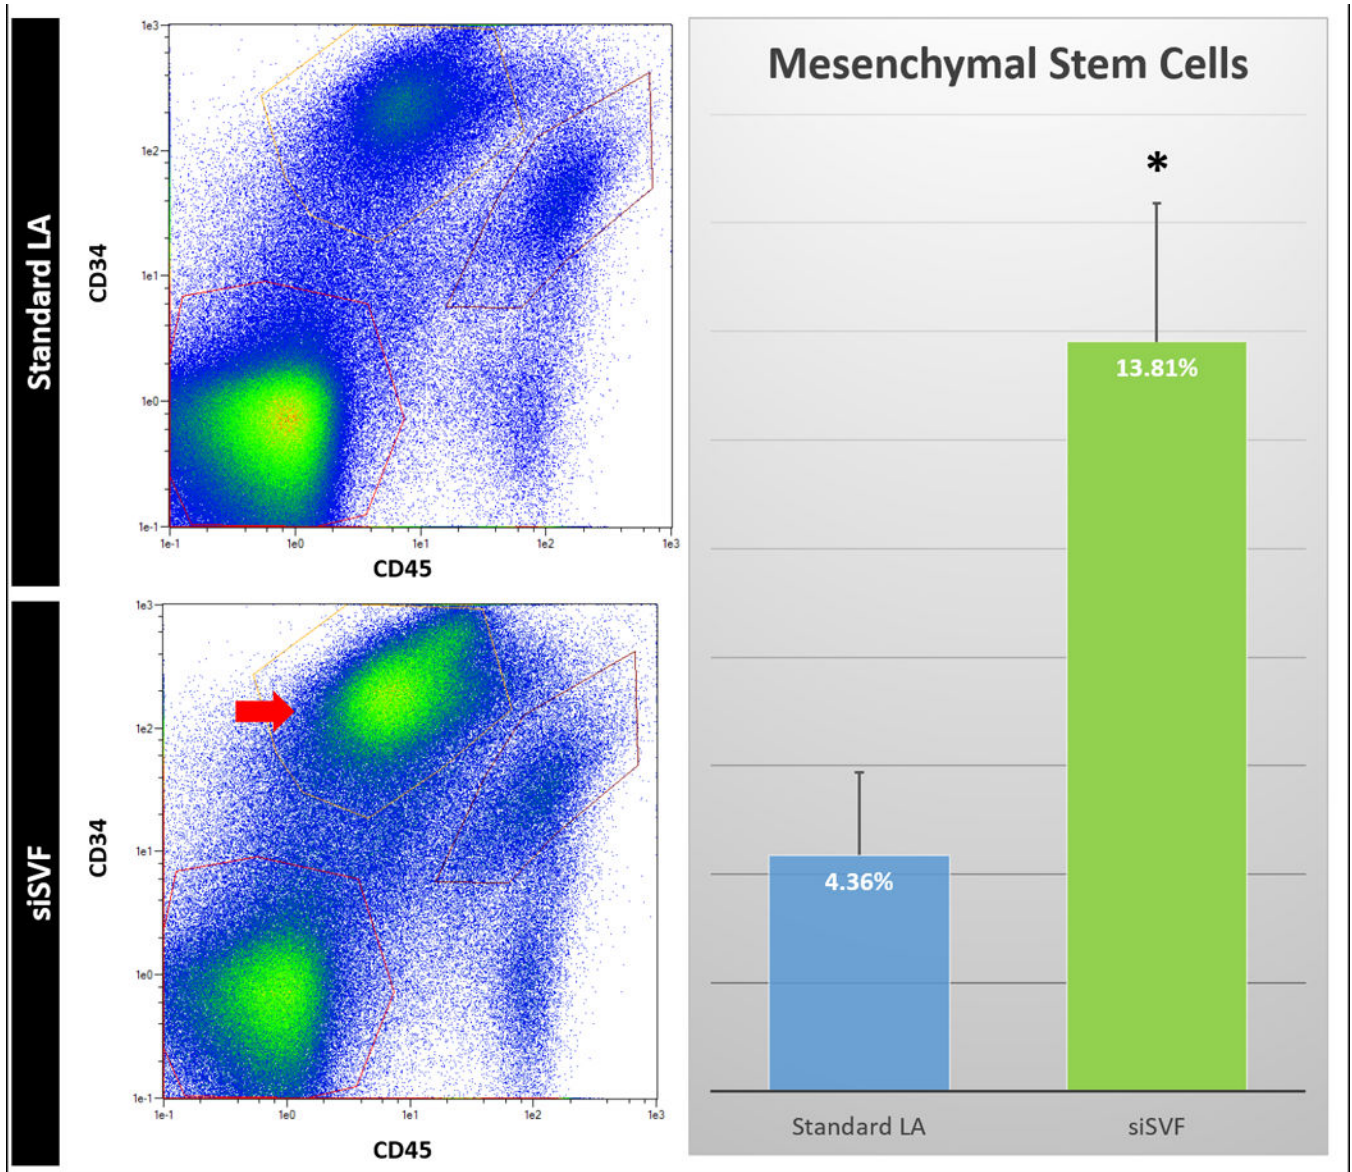 Standard LA
CD34
1e3
1e2
1e1
1e0
1e-1
1e-1 1e0 1e1 1e2 1e3
CD45
siSVF
CD34
1e3
1e2
1e1
1e0
1e-1
1e-1 1e0 1e1 1e2 1e3
CD45
Mesenchymal Stem Cells
*
13.81%
4.36%
Standard LA siSVF